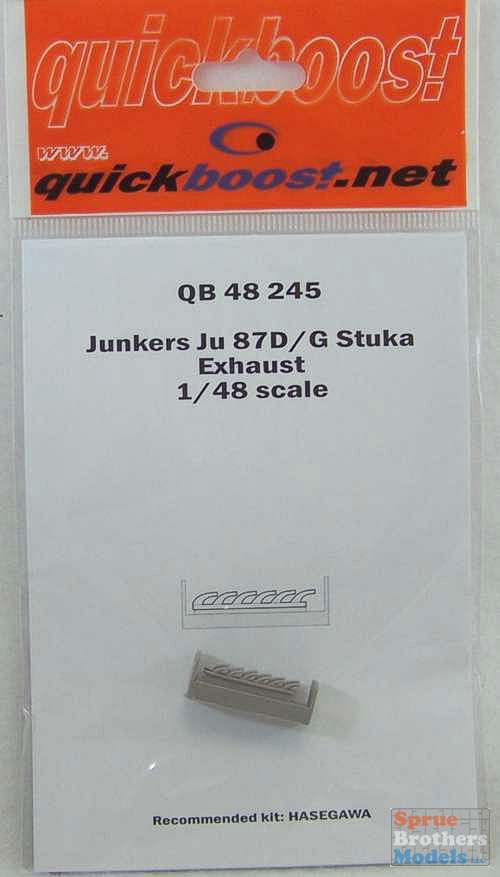 quickboost
www.
quickboost.net
QB 48 245
Junkers Ju 87D/G Stuka
Exhaust
1/48 scale
Recommended kit: HASEGAWA
Sprue
Brothers
Models LLC